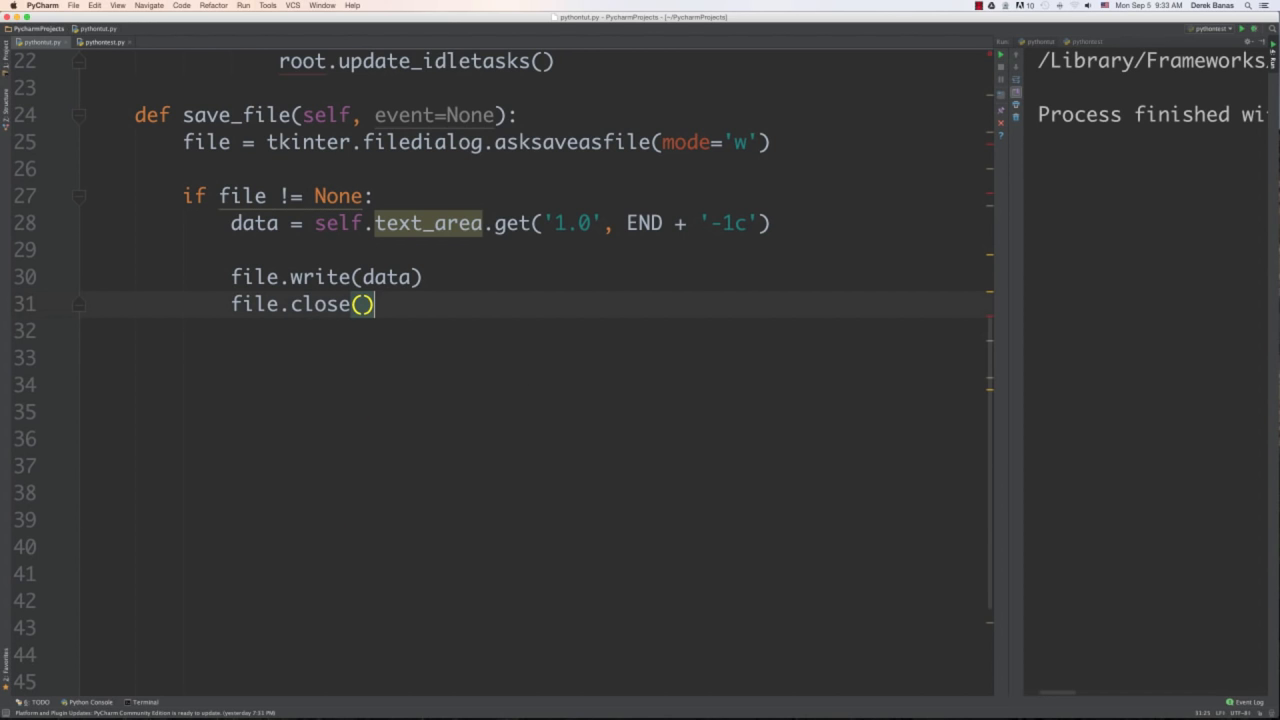 PyCharm File Edit View Navigate Code Refactor Run Tools VCS Window Help
10 Mon Sep 5 9:33 AM Derek Banas
pythontut.py - PycharmProjects - [~/PycharmProjects]
PycharmProjects pythontut.py
pythontest
pythontut.py pythontest.py
Run: pythontut pythontest
1: Project
Z: Structure
2: Favorites
4: Run
22 root.update_idletasks()
23
24 def save_file(self, event=None):
25 file = tkinter.filedialog.asksaveasfile(mode='w')
26
27 if file != None:
28 data = self.text_area.get('1.0', END + '-1c')
29
30 file.write(data)
31 file.close()
32
33
34
35
36
37
38
39
40
41
42
43
44
45
/Library/Frameworks
Process finished wi
6: TODO Python Console Terminal
Event Log
Platform and Plugin Updates: PyCharm Community Edition is ready to update. (yesterday 7:51 PM)
31:25 LF÷ UTF-8÷